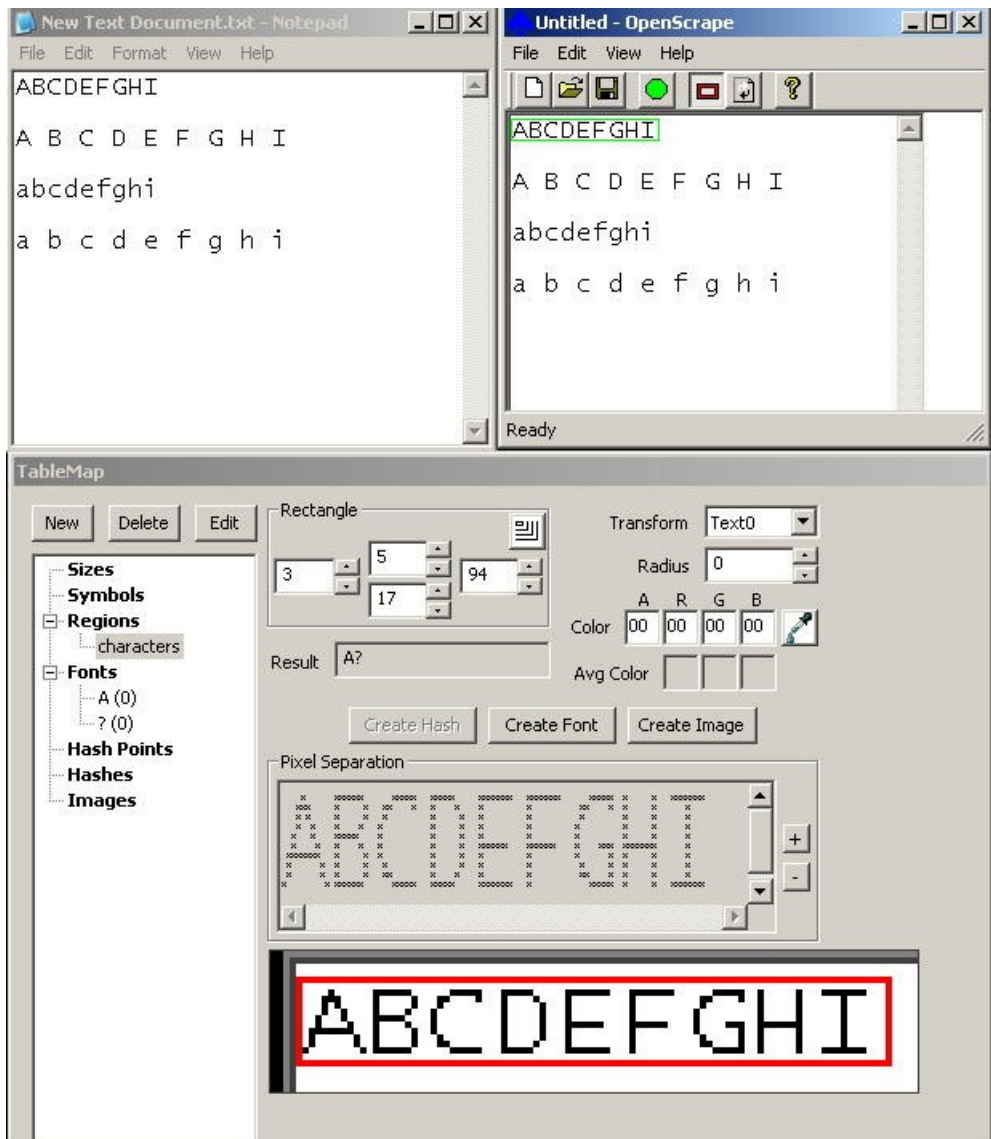 New Text Document.txt - Notepad
File Edit Format View Help
ABCDEFGHI
A B C D E F G H I
abcdefghi
a b c d e f g h i
Untitled - OpenScrape
File Edit View Help
ABCDEFGHI
A B C D E F G H I
abcdefghi
a b c d e f g h i
Ready
TableMap
New Delete Edit
Sizes
Symbols
Regions
characters
Fonts
A (0)
? (0)
Hash Points
Hashes
Images
Rectangle
3
5
17
94
Transform Text0
Radius 0
A R G B
Color 00 00 00 00
Result A?
Avg Color
Create Hash Create Font Create Image
Pixel Separation
ABCDEFGHI
+
-
ABCDEFGHI